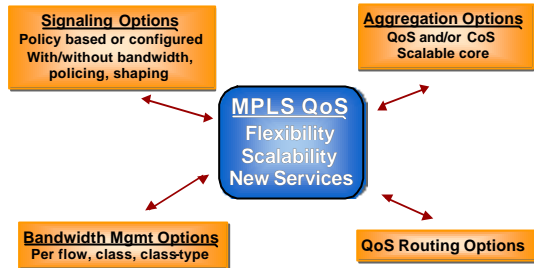 Signaling Options
Policy based or configured
With/without bandwidth,
policing, shaping
Aggregation Options
QoS and/or CoS
Scalable core
MPLS QoS
Flexibility
Scalability
New Services
Bandwidth Mgmt Options
Per flow, class, class-type
QoS Routing Options